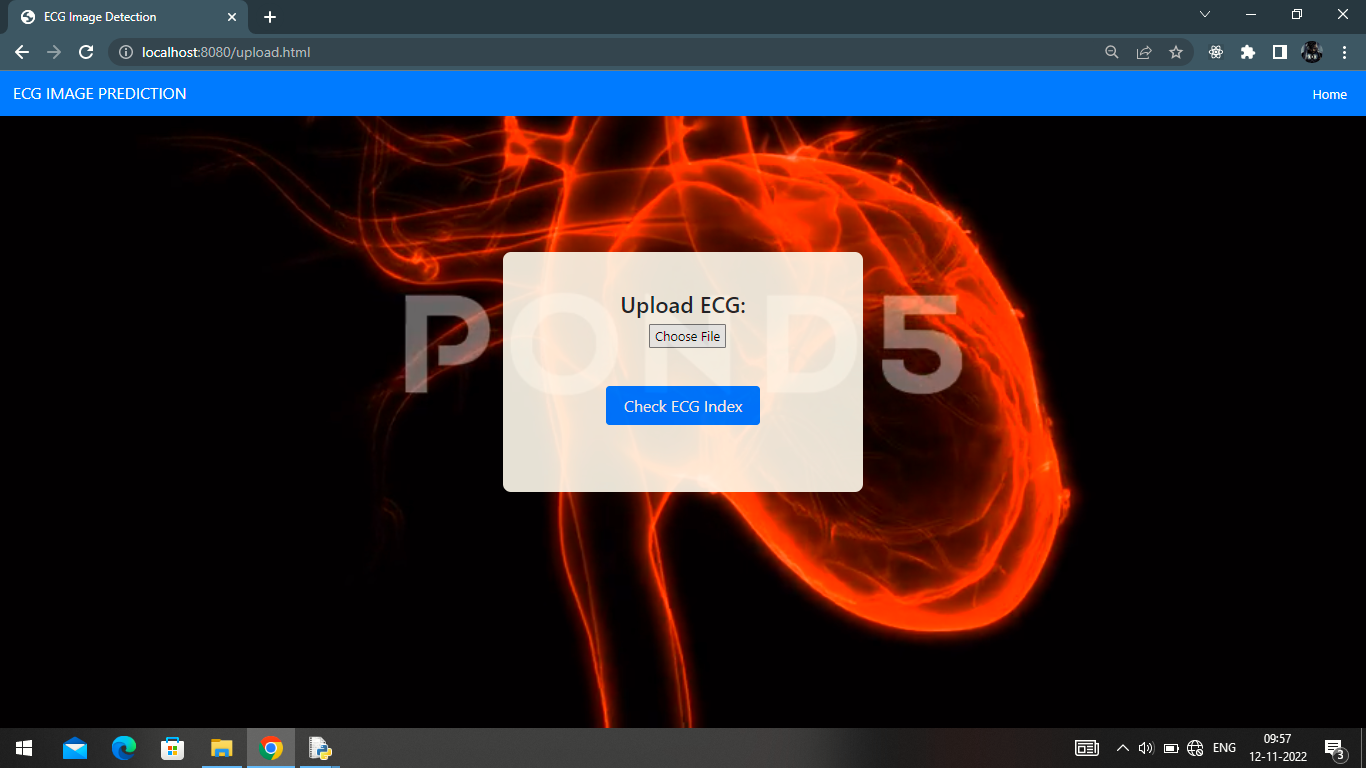 ECG Image Detection
localhost:8080/upload.html
ECG IMAGE PREDICTION
Home
POND5
Upload ECG:
Choose File
Check ECG Index
ENG
09:57
12-11-2022
3